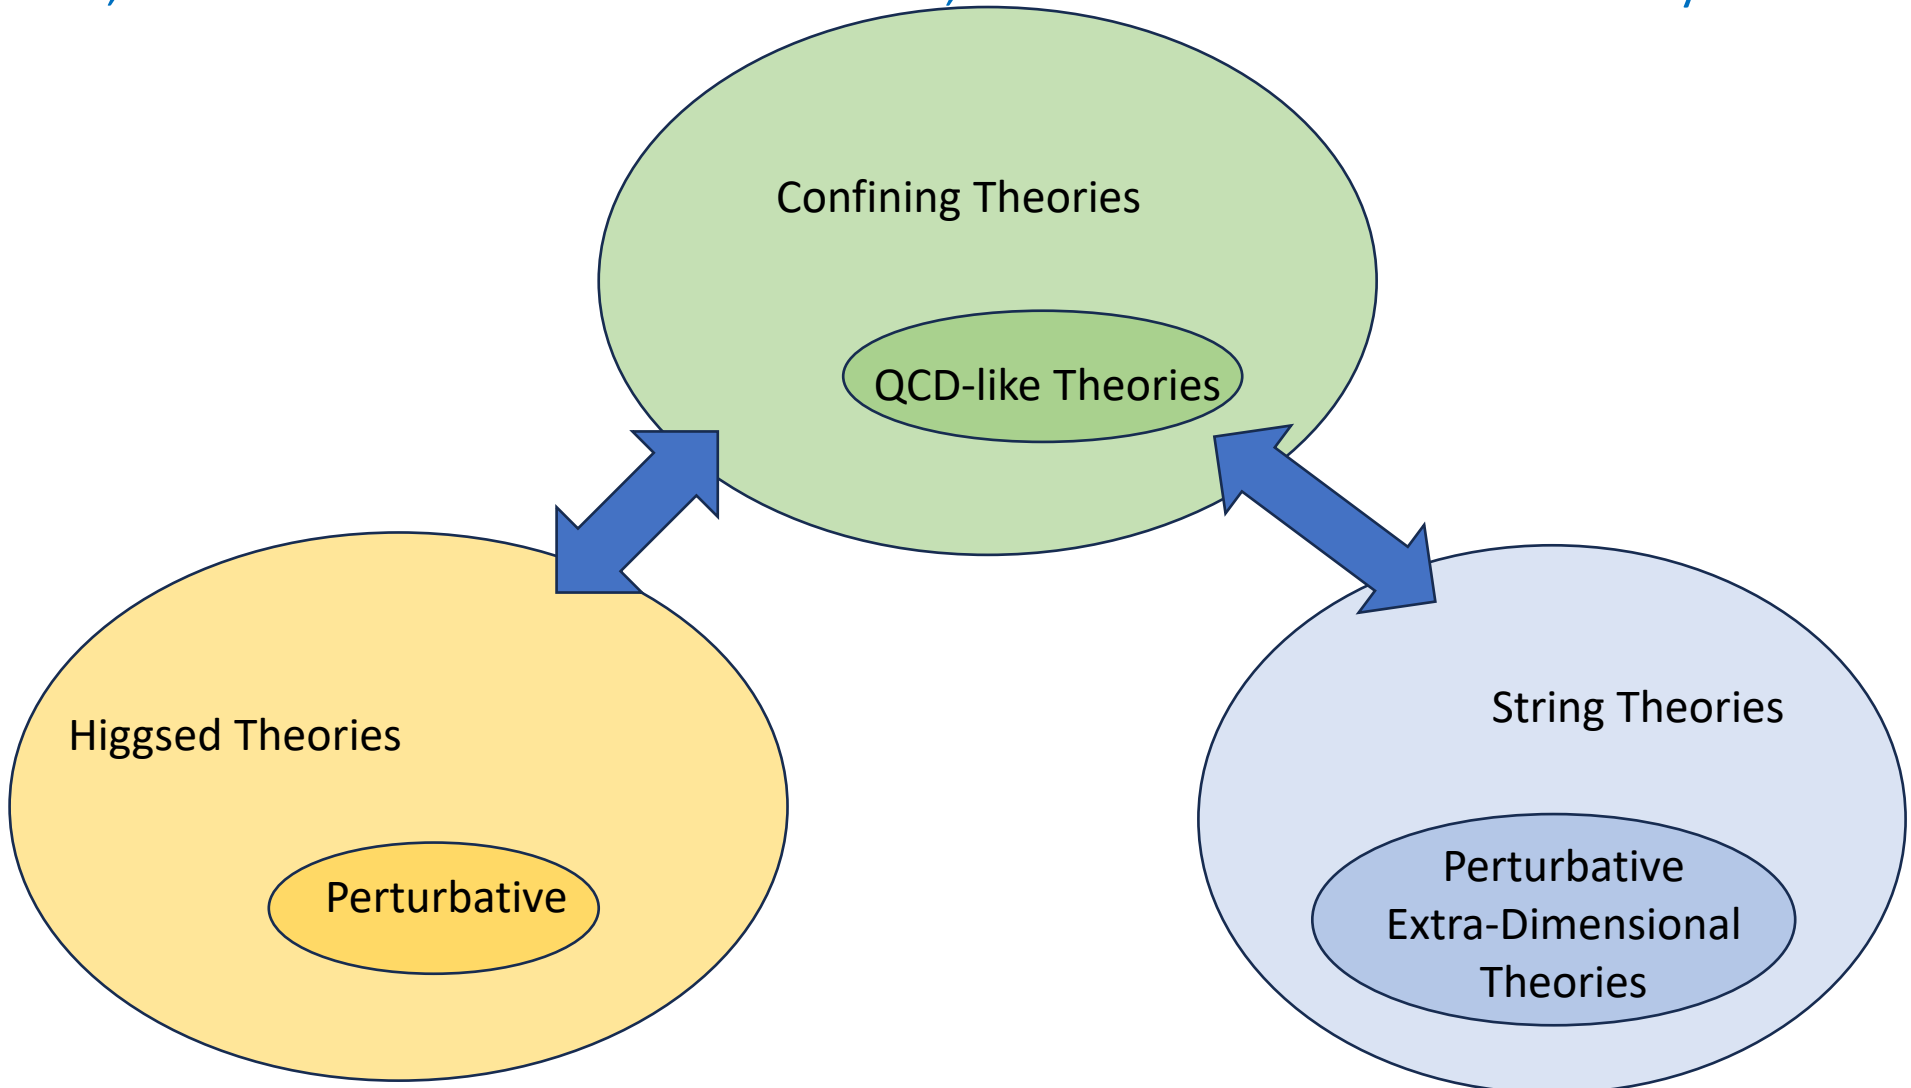 Confining Theories
QCD-like Theories
Higgsed Theories
String Theories
Perturbative
Perturbative
Extra-Dimensional
Theories